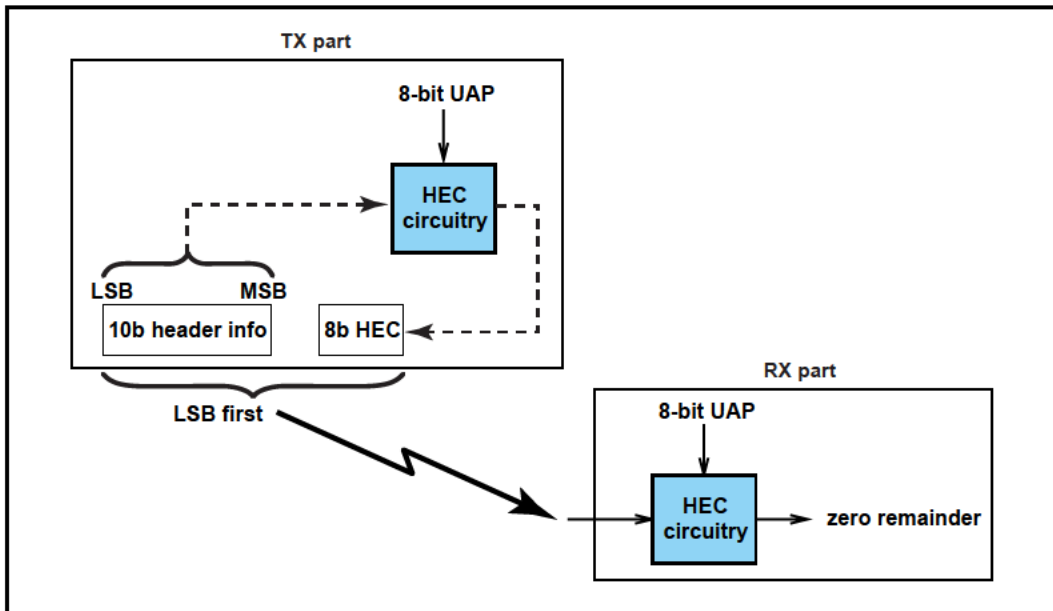 TX part
8-bit UAP
HEC
circuitry
LSB MSB
10b header info 8b HEC
LSB first
RX part
8-bit UAP
HEC
circuitry
zero remainder